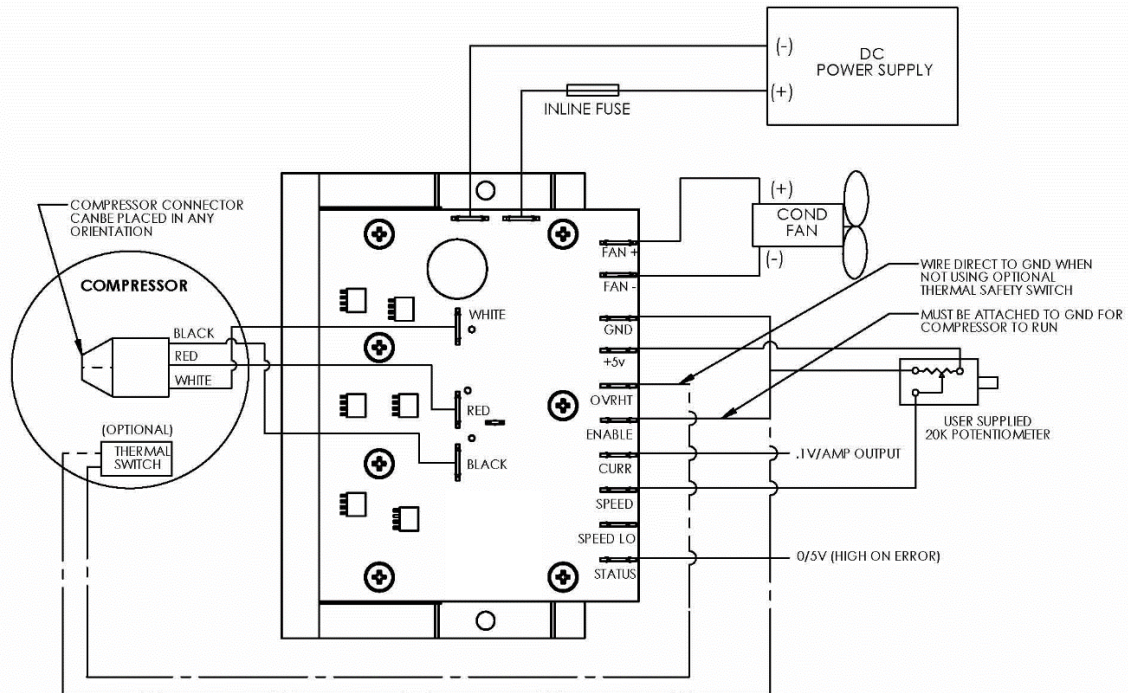 (-)
DC
POWER SUPPLY
(+)
INLINE FUSE
COMPRESSOR CONNECTOR
CANBE PLACED IN ANY
ORIENTATION
COMPRESSOR
BLACK
RED
WHITE
(OPTIONAL)
THERMAL
SWITCH
WHITE
RED
BLACK
FAN +
FAN -
GND
+5v
OVRHT
ENABLE
CURR
SPEED
SPEED LO
STATUS
(+)
COND
FAN
(-)
WIRE DIRECT TO GND WHEN
NOT USING OPTIONAL
THERMAL SAFETY SWITCH
MUST BE ATTACHED TO GND FOR
COMPRESSOR TO RUN
USER SUPPLIED
20K POTENTIOMETER
.1V/AMP OUTPUT
0/5V (HIGH ON ERROR)